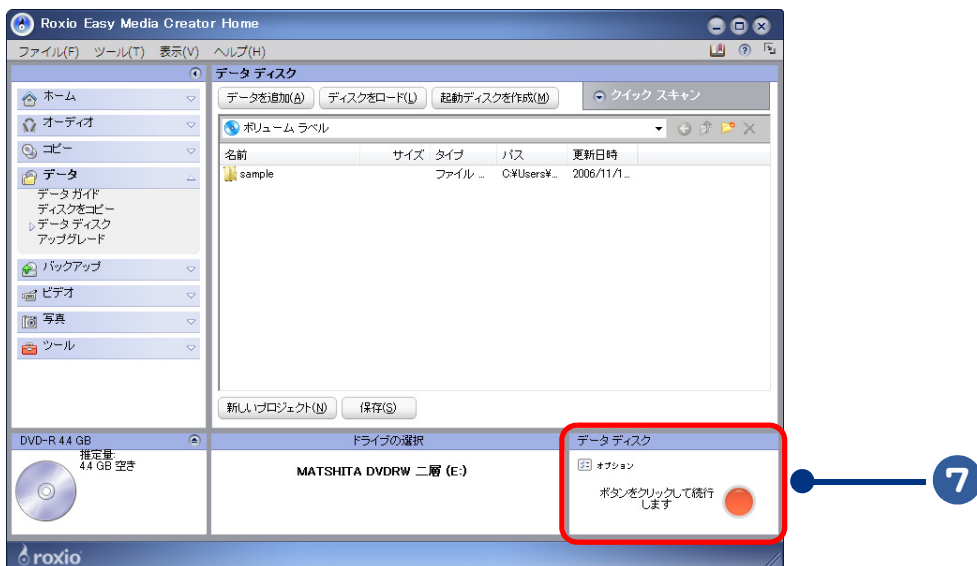 Roxio Easy Media Creator Home
ファイル(F) ツール(T) 表示(V) ヘルプ(H)
データ ディスク
ホーム
オーディオ
コピー
データ
データ ガイド
ディスクをコピー
データ ディスク
アップグレード
バックアップ
ビデオ
写真
ツール
データを追加(A) ディスクをロード(L) 起動ディスクを作成(M) クイック スキャン
ボリューム ラベル
名前 サイズ タイプ パス 更新日時
sample ファイル ... C:¥Users¥... 2006/11/1...
新しいプロジェクト(N) 保存(S)
DVD-R 4.4 GB
推定量:
4.4 GB 空き
ドライブの選択
MATSHITA DVDRW 二層 (E:)
データ ディスク
オプション
ボタンをクリックして続行
します
7
roxio